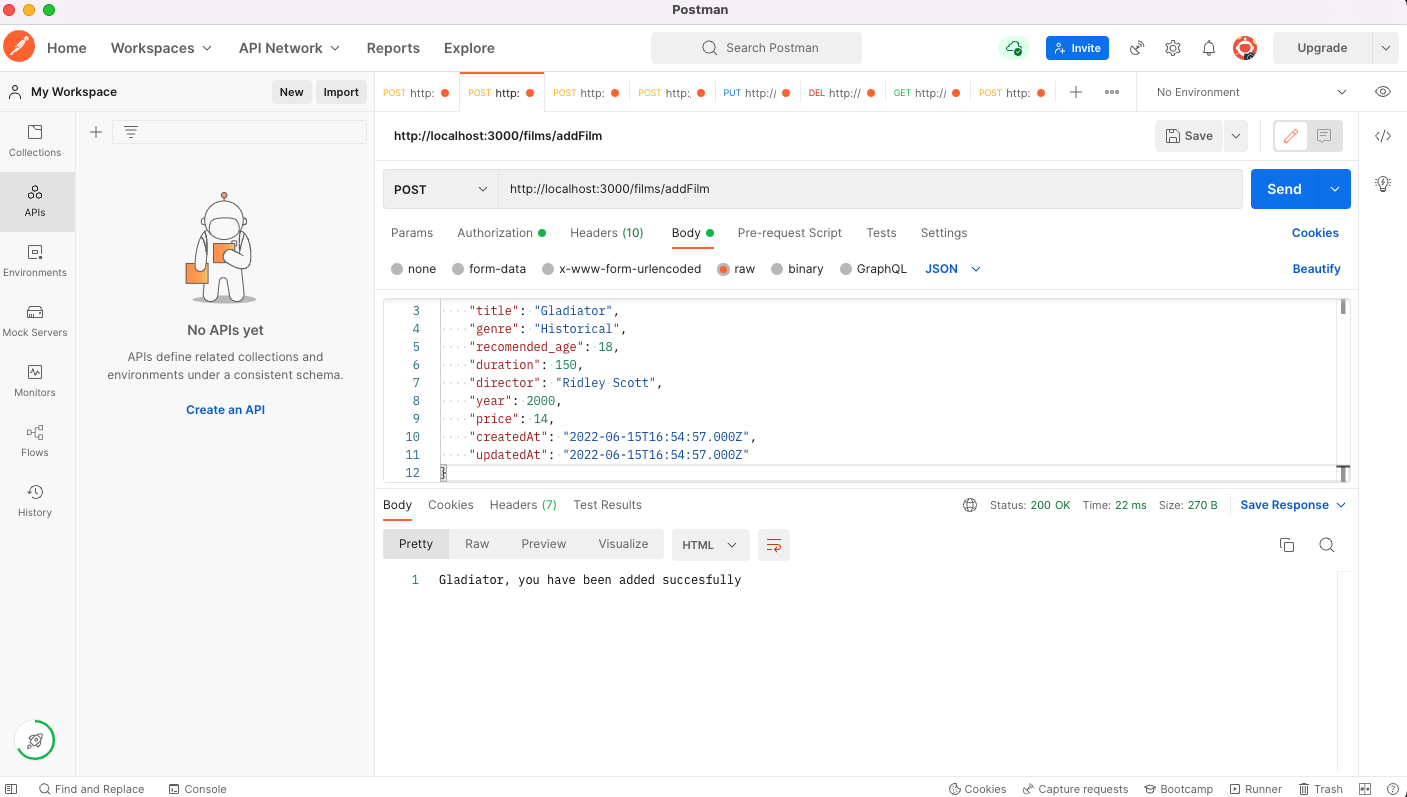 Postman
Home Workspaces API Network Reports Explore Search Postman Invite Upgrade
My Workspace New Import POST http: POST http: POST http: POST http:, PUT http:// DEL http:// GET http:// POST http: No Environment
Collections
APIs
Environments
Mock Servers
Monitors
Flows
History
No APIs yet
APIs define related collections and
environments under a consistent schema.
Create an API
http://localhost:3000/films/addFilm Save
POST http://localhost:3000/films/addFilm Send
Params Authorization Headers (10) Body Pre-request Script Tests Settings Cookies
none form-data x-www-form-urlencoded raw binary GraphQL JSON Beautify
3 "title": "Gladiator",
4 "genre": "Historical",
5 "recomended_age": 18,
6 "duration": 150,
7 "director": "Ridley Scott",
8 "year": 2000,
9 "price": 14,
10 "createdAt": "2022-06-15T16:54:57.000Z",
11 "updatedAt": "2022-06-15T16:54:57.000Z"
12 }
Body Cookies Headers (7) Test Results Status: 200 OK Time: 22 ms Size: 270 B Save Response
Pretty Raw Preview Visualize HTML
1 Gladiator, you have been added succesfully
Find and Replace Console Cookies Capture requests Bootcamp Runner Trash